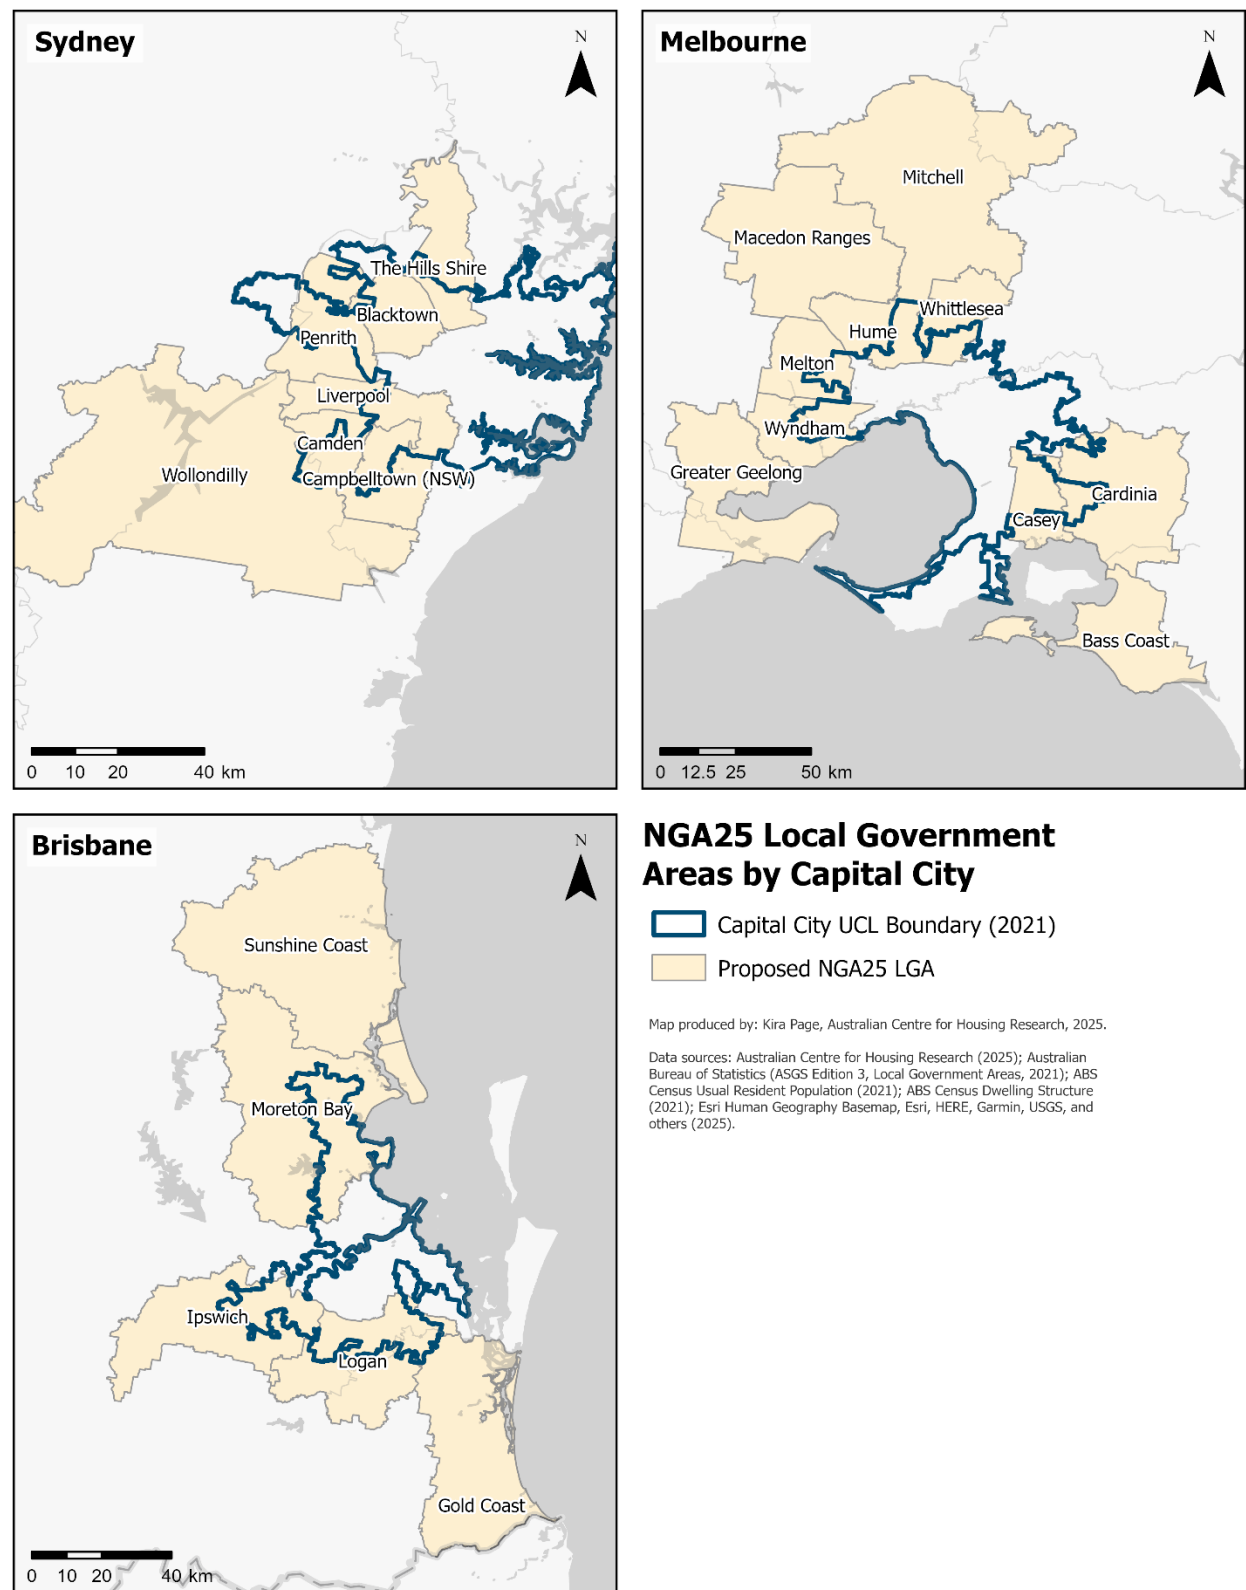 Sydney
N
The Hills Shire
Blacktown
Penrith
Liverpool
Camden
Wollondilly
Campbelltown (NSW)
0 10 20 40 km
Melbourne
N
Mitchell
Macedon Ranges
Whittlesea
Hume
Melton
Wyndham
Greater Geelong
Cardinia
Casey
Bass Coast
0 12.5 25 50 km
Brisbane
N
Sunshine Coast
Moreton Bay
Ipswich
Logan
Gold Coast
0 10 20 40 km
NGA25 Local Government
Areas by Capital City
Capital City UCL Boundary (2021)
Proposed NGA25 LGA
Map produced by: Kira Page, Australian Centre for Housing Research, 2025.
Data sources: Australian Centre for Housing Research (2025); Australian
Bureau of Statistics (ASGS Edition 3, Local Government Areas, 2021); ABS
Census Usual Resident Population (2021); ABS Census Dwelling Structure
(2021); Esri Human Geography Basemap, Esri, HERE, Garmin, USGS, and
others (2025).